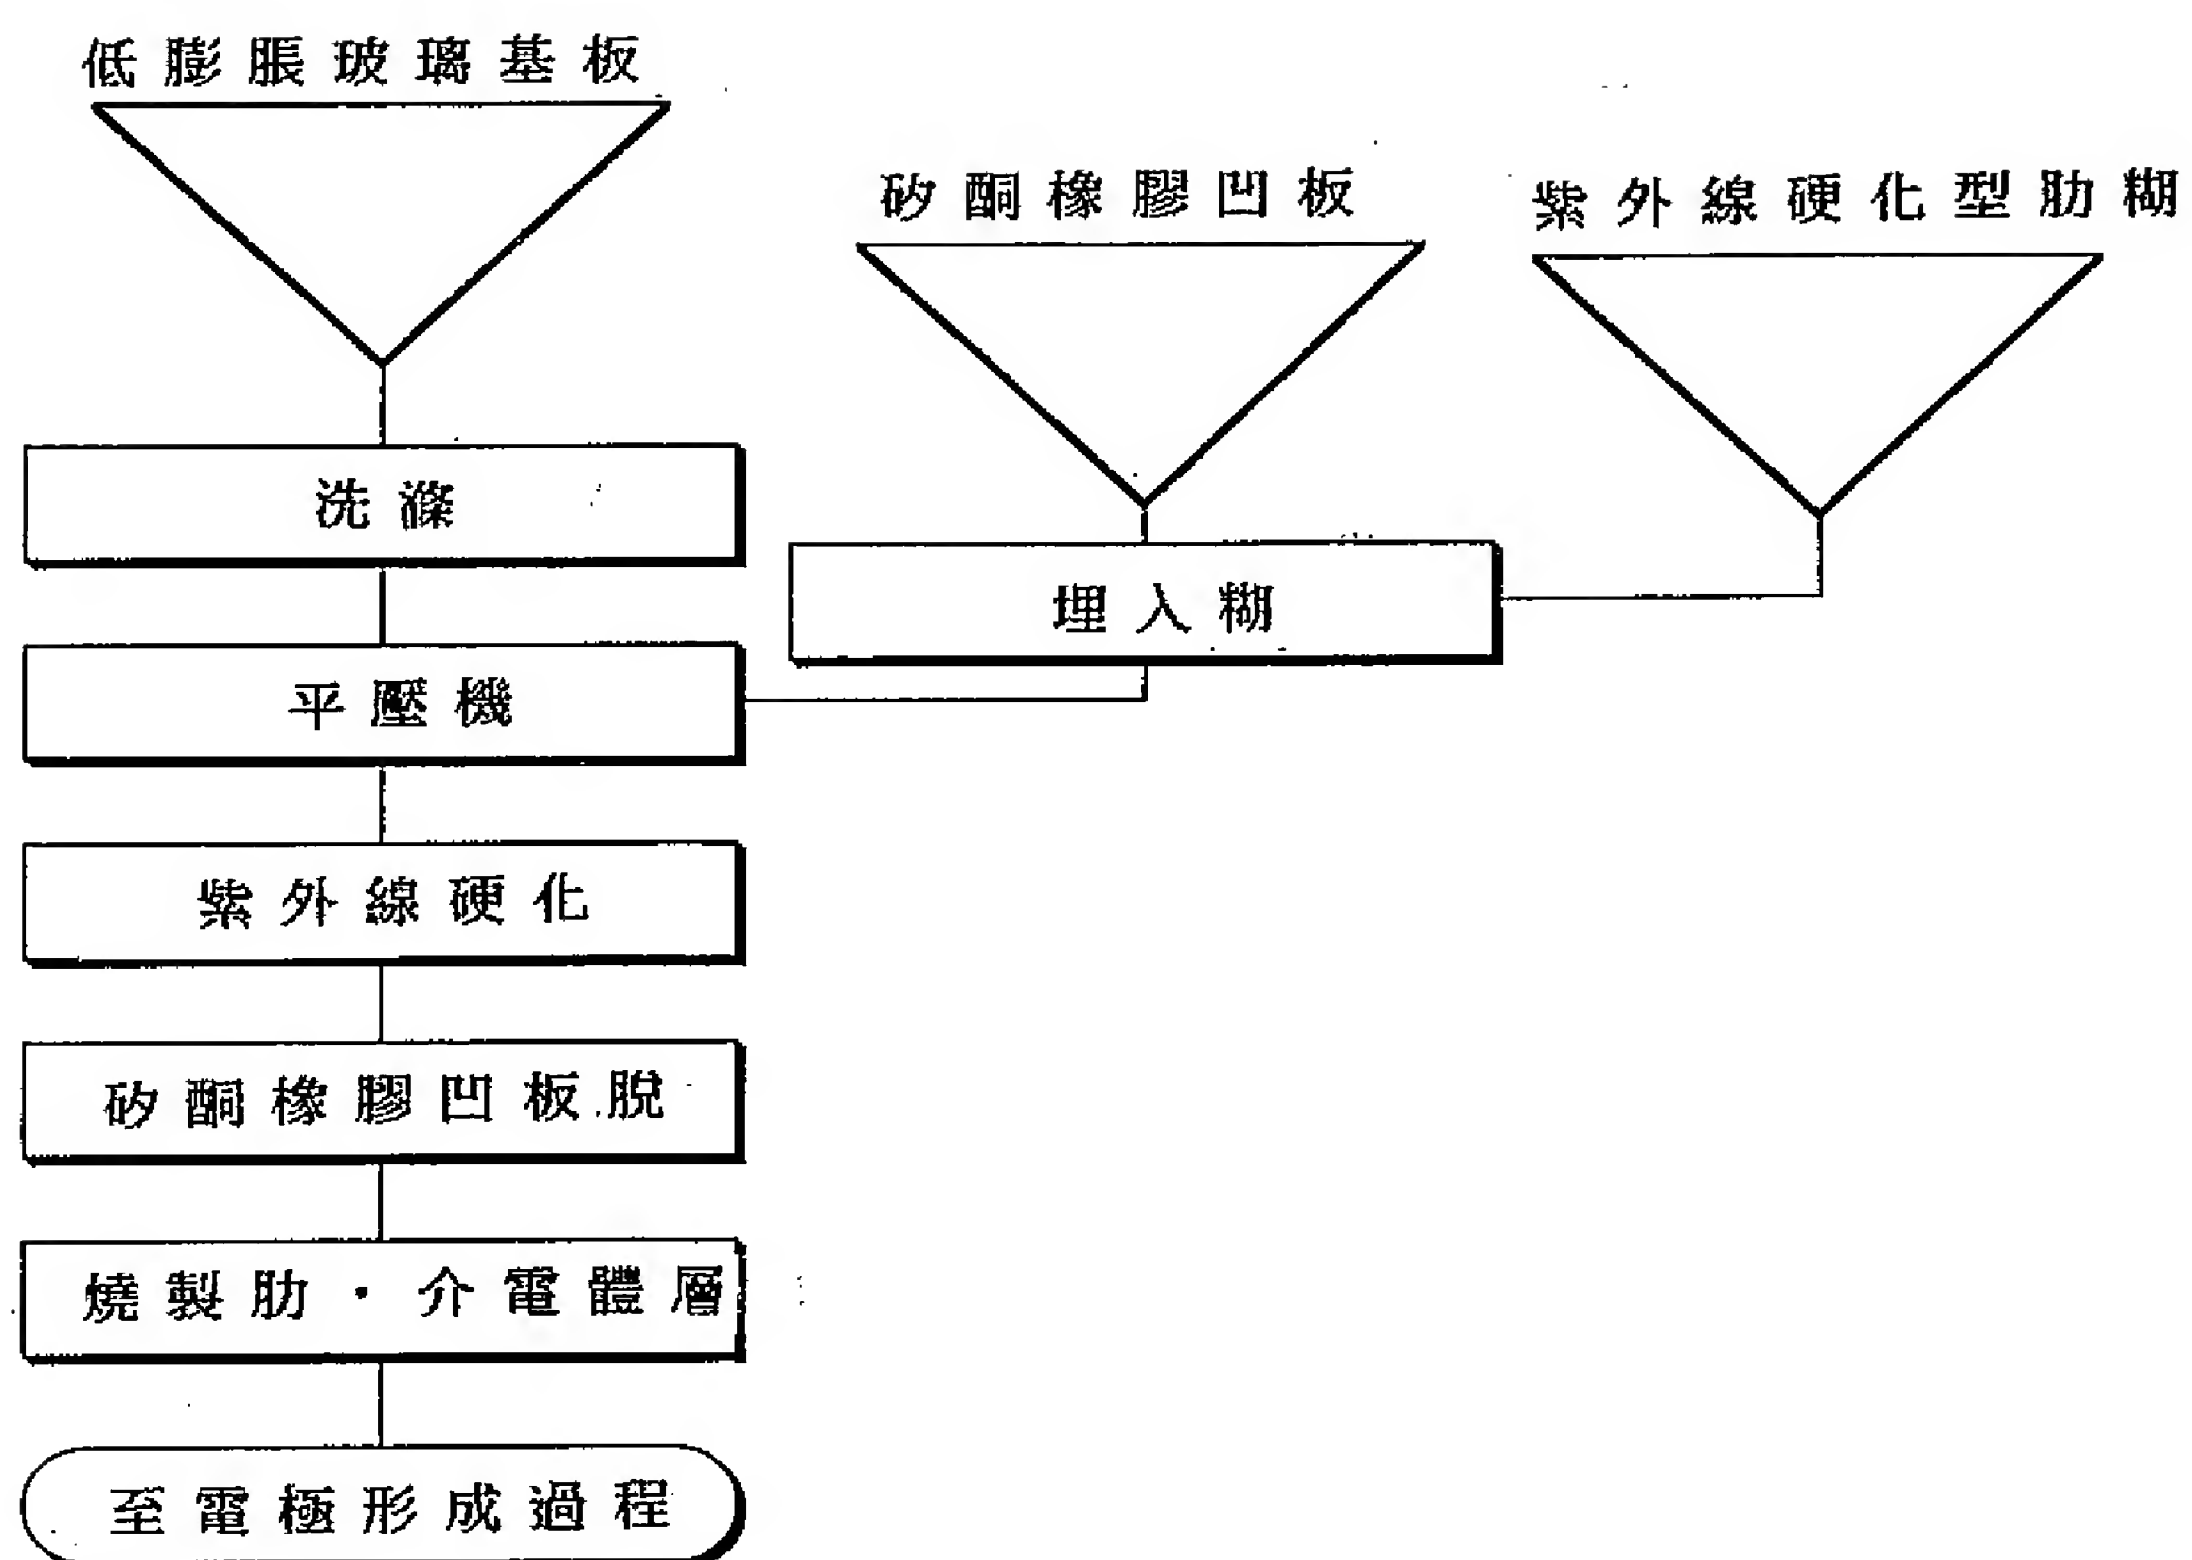 低膨脹玻璃基板
矽酮橡膠凹板
紫外線硬化型肋糊
洗滌
埋入糊
平壓機
紫外線硬化
矽酮橡膠凹板脫
燒製肋・介電體層
至電極形成過程